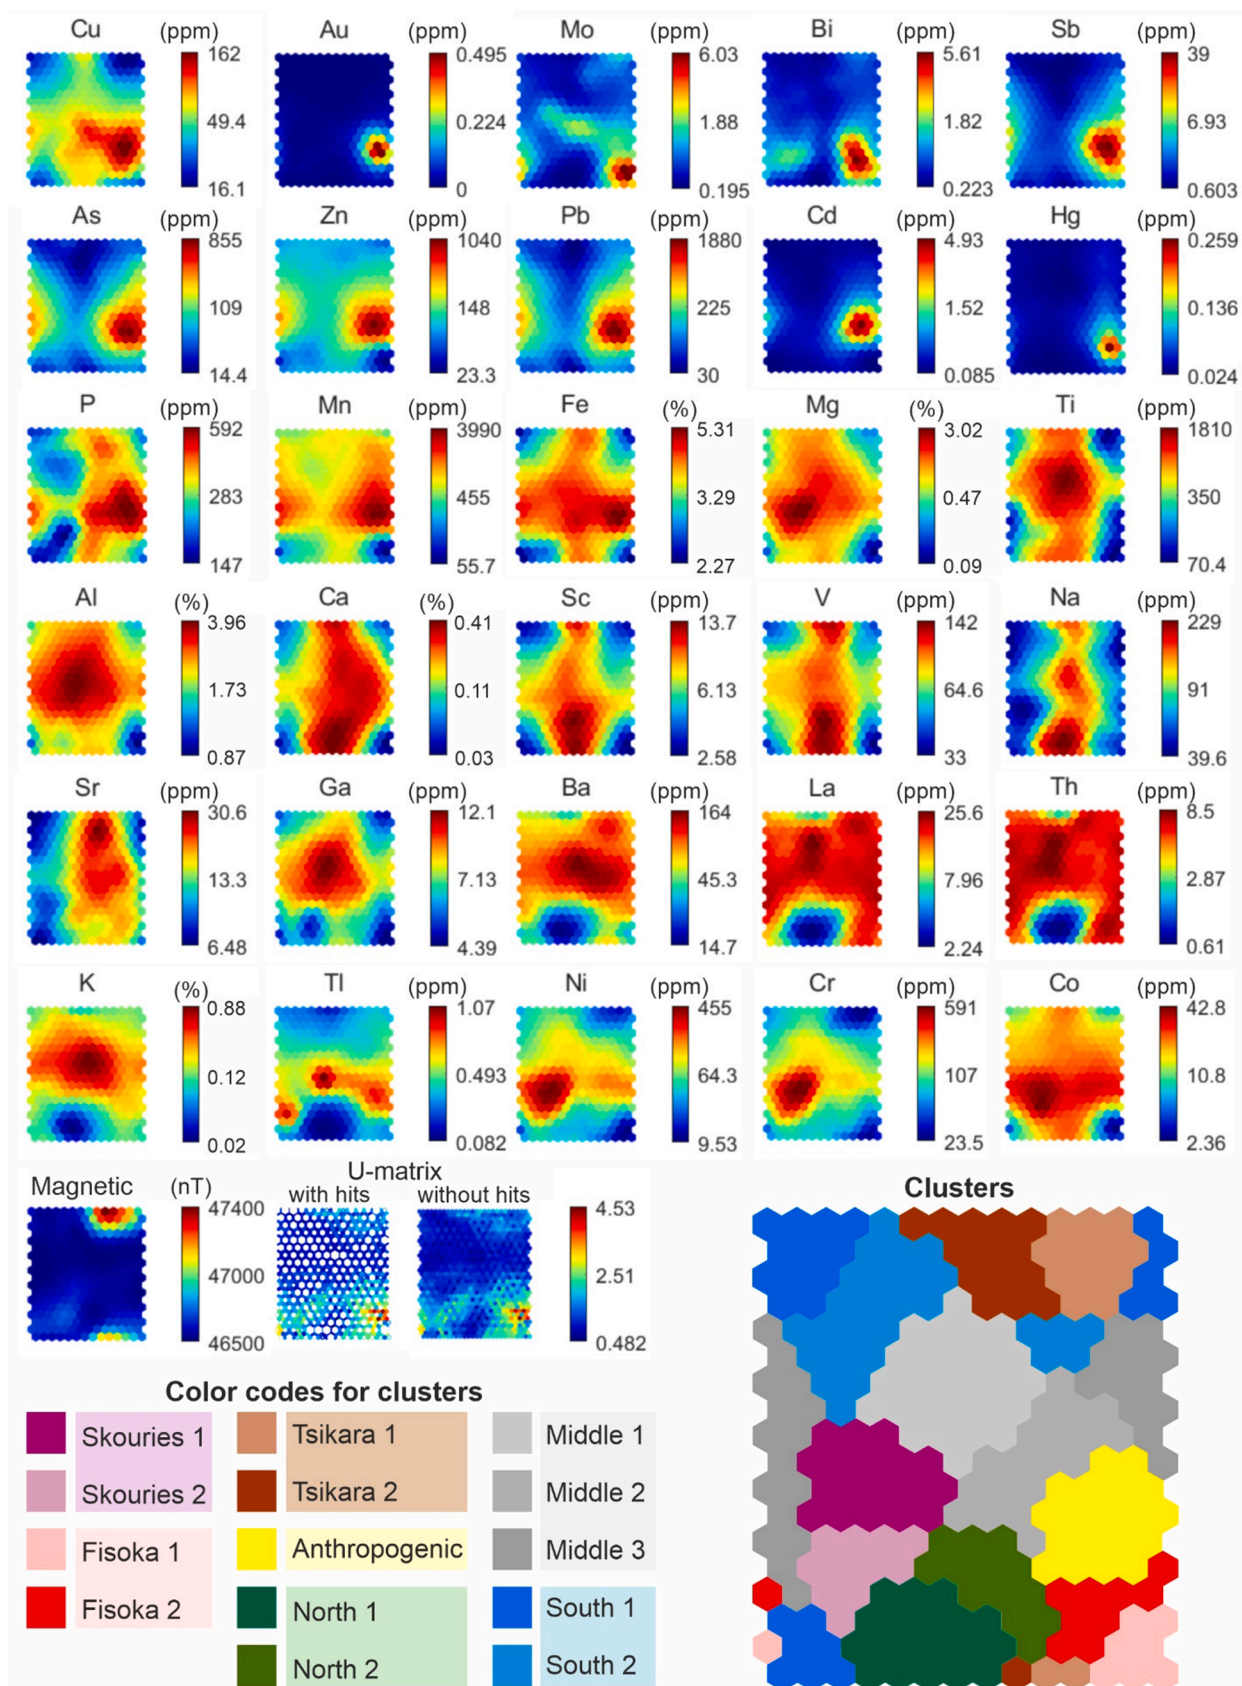 Cu (ppm) Au (ppm) Mo (ppm) Bi (ppm) Sb (ppm)
162 0.495 6.03 5.61 39
49.4 0.224 1.88 1.82 6.93
16.1 0 0.195 0.223 0.603
As (ppm) Zn (ppm) Pb (ppm) Cd (ppm) Hg (ppm)
855 1040 1880 4.93 0.259
109 148 225 1.52 0.136
14.4 23.3 30 0.085 0.024
P (ppm) Mn (ppm) Fe (%) Mg (%) Ti (ppm)
592 3990 5.31 3.02 1810
283 455 3.29 0.47 350
147 55.7 2.27 0.09 70.4
Al (%) Ca (%) Sc (ppm) V (ppm) Na (ppm)
3.96 0.41 13.7 142 229
1.73 0.11 6.13 64.6 91
0.87 0.03 2.58 33 39.6
Sr (ppm) Ga (ppm) Ba (ppm) La (ppm) Th (ppm)
30.6 12.1 164 25.6 8.5
13.3 7.13 45.3 7.96 2.87
6.48 4.39 14.7 2.24 0.61
K (%) Tl (ppm) Ni (ppm) Cr (ppm) Co (ppm)
0.88 1.07 455 591 42.8
0.12 0.493 64.3 107 10.8
0.02 0.082 9.53 23.5 2.36
Magnetic (nT)
47400
47000
46500
U-matrix
with hits without hits
4.53
2.51
0.482
Clusters
Color codes for clusters
Skouries 1 Tsikara 1 Middle 1
Skouries 2 Tsikara 2 Middle 2
Fisoka 1 Anthropogenic Middle 3
Fisoka 2 North 1 South 1
North 2 South 2